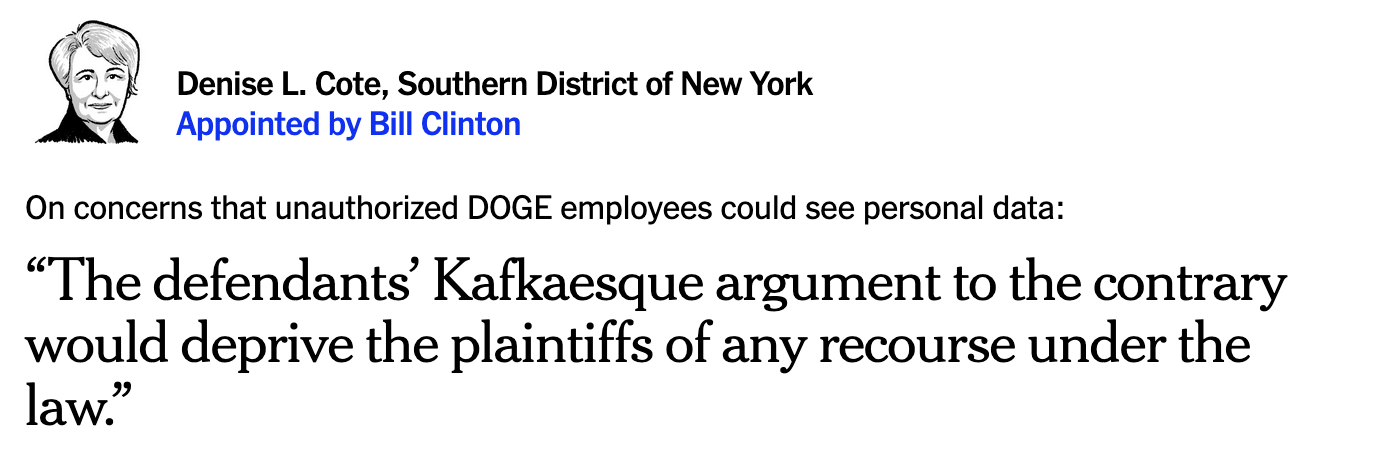 Denise L. Cote, Southern District of New York
Appointed by Bill Clinton
On concerns that unauthorized DOGE employees could see personal data:
“The defendants’ Kafkaesque argument to the contrary
would deprive the plaintiffs of any recourse under the
law.”